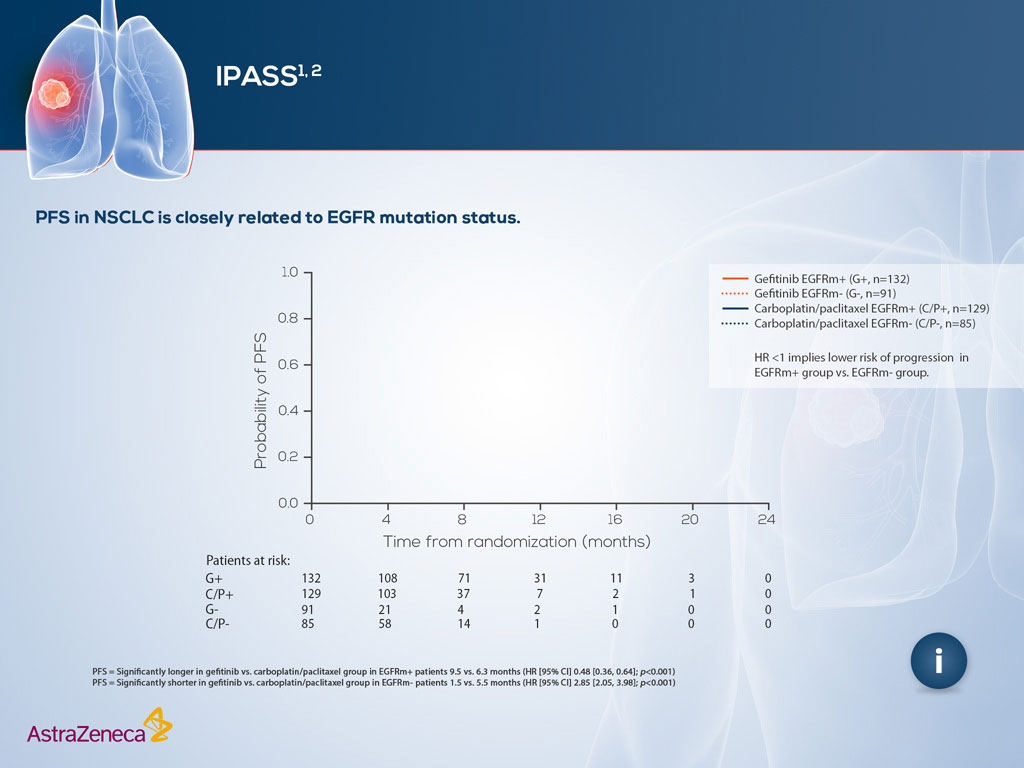 IPASS1, 2
PFS in NSCLC is closely related to EGFR mutation status.
1.0
0.8
0.6
0.4
0.2
0.0
Probability of PFS
0 4 8 12 16 20 24
Time from randomization (months)
Gefitinib EGFRm+ (G+, n=132)
Gefitinib EGFRm- (G-, n=91)
Carboplatin/paclitaxel EGFRm+ (C/P+, n=129)
Carboplatin/paclitaxel EGFRm- (C/P-, n=85)
HR <1 implies lower risk of progression in
EGFRm+ group vs. EGFRm- group.
Patients at risk:
G+ 132 108 71 31 11 3 0
C/P+ 129 103 37 7 2 1 0
G- 91 21 4 2 1 0 0
C/P- 85 58 14 1 0 0 0
PFS = Significantly longer in gefitinib vs. carboplatin/paclitaxel group in EGFRm+ patients 9.5 vs. 6.3 months (HR [95% CI] 0.48 [0.36, 0.64]; p<0.001)
PFS = Significantly shorter in gefitinib vs. carboplatin/paclitaxel group in EGFRm- patients 1.5 vs. 5.5 months (HR [95% CI] 2.85 [2.05, 3.98]; p<0.001)
i
AstraZeneca